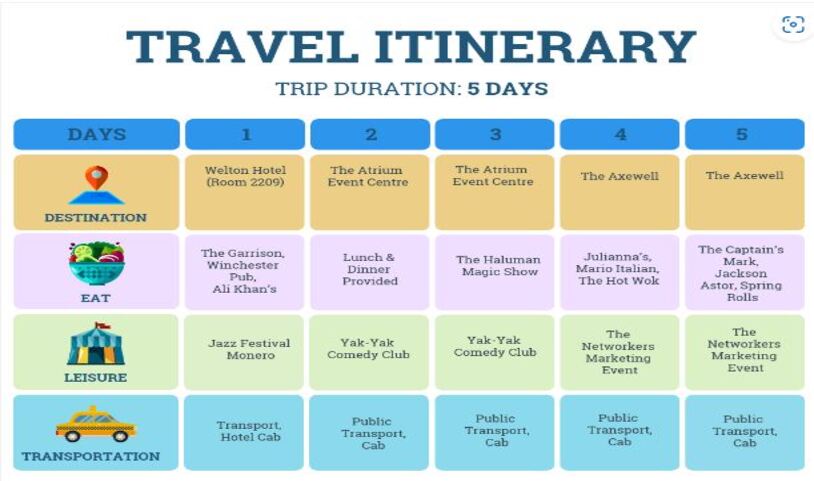 TRAVEL ITINERARY
TRIP DURATION: 5 DAYS
DAYS
1
2
3
4
5
DESTINATION
Welton Hotel
(Room 2209)
The Atrium
Event Centre
The Atrium
Event Centre
The Axewell
The Axewell
EAT
The Garrison,
Winchester
Pub,
Ali Khan's
Lunch &
Dinner
Provided
The Haluman
Magic Show
Julianna's,
Mario Italian,
The Hot Wok
The Captain's
Mark,
Jackson
Astor, Spring
Rolls
LEISURE
Jazz Festival
Monero
Yak-Yak
Comedy Club
Yak-Yak
Comedy Club
The
Networkers
Marketing
Event
The
Networkers
Marketing
Event
TRANSPORTATION
Transport,
Hotel Cab
Public
Transport,
Cab
Public
Transport,
Cab
Public
Transport,
Cab
Public
Transport,
Cab